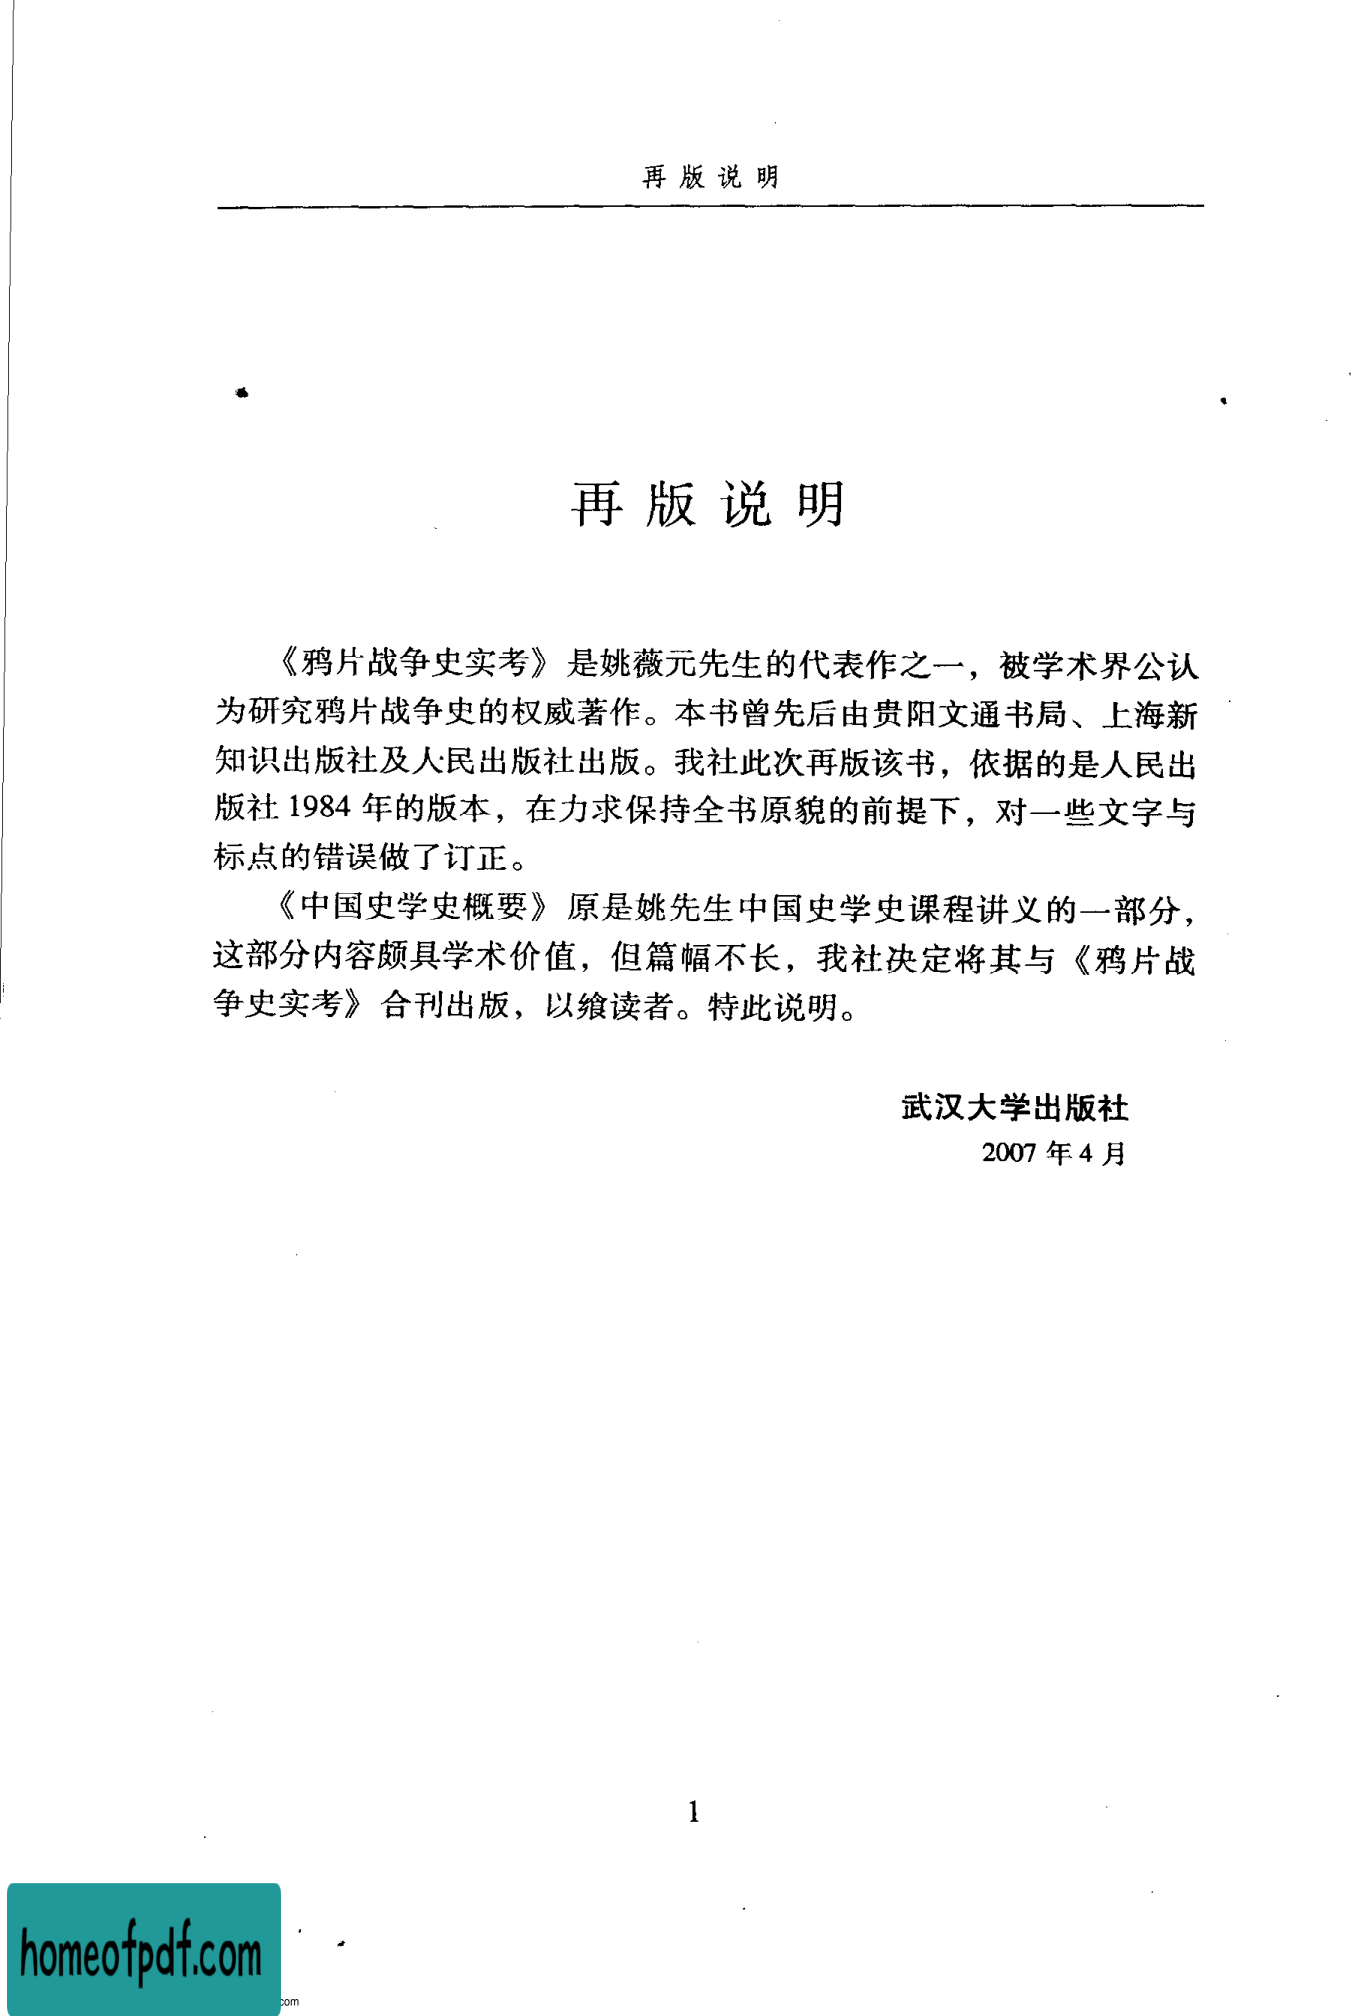 再版说明
再版说明
《鸦片战争史实考》是姚薇元先生的代表作之一，被学术界公认
为研究鸦片战争史的权威著作。本书曾先后由贵阳文通书局、上海新
知识出版社及人民出版社出版。我社此次再版该书，依据的是人民出
版社1984年的版本，在力求保持全书原貌的前提下，对一些文字与
标点的错误做了订正。
《中国史学史概要》原是姚先生中国史学史课程讲义的一部分，
这部分内容颇具学术价值，但篇幅不长，我社决定将其与《鸦片战
争史实考》合刊出版，以飨读者。特此说明。
武汉大学出版社
2007年4月
1
homeofpdf.com
com